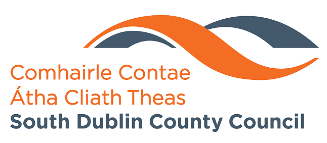 Comhairle Contae
Átha Cliath Theas
South Dublin County Council